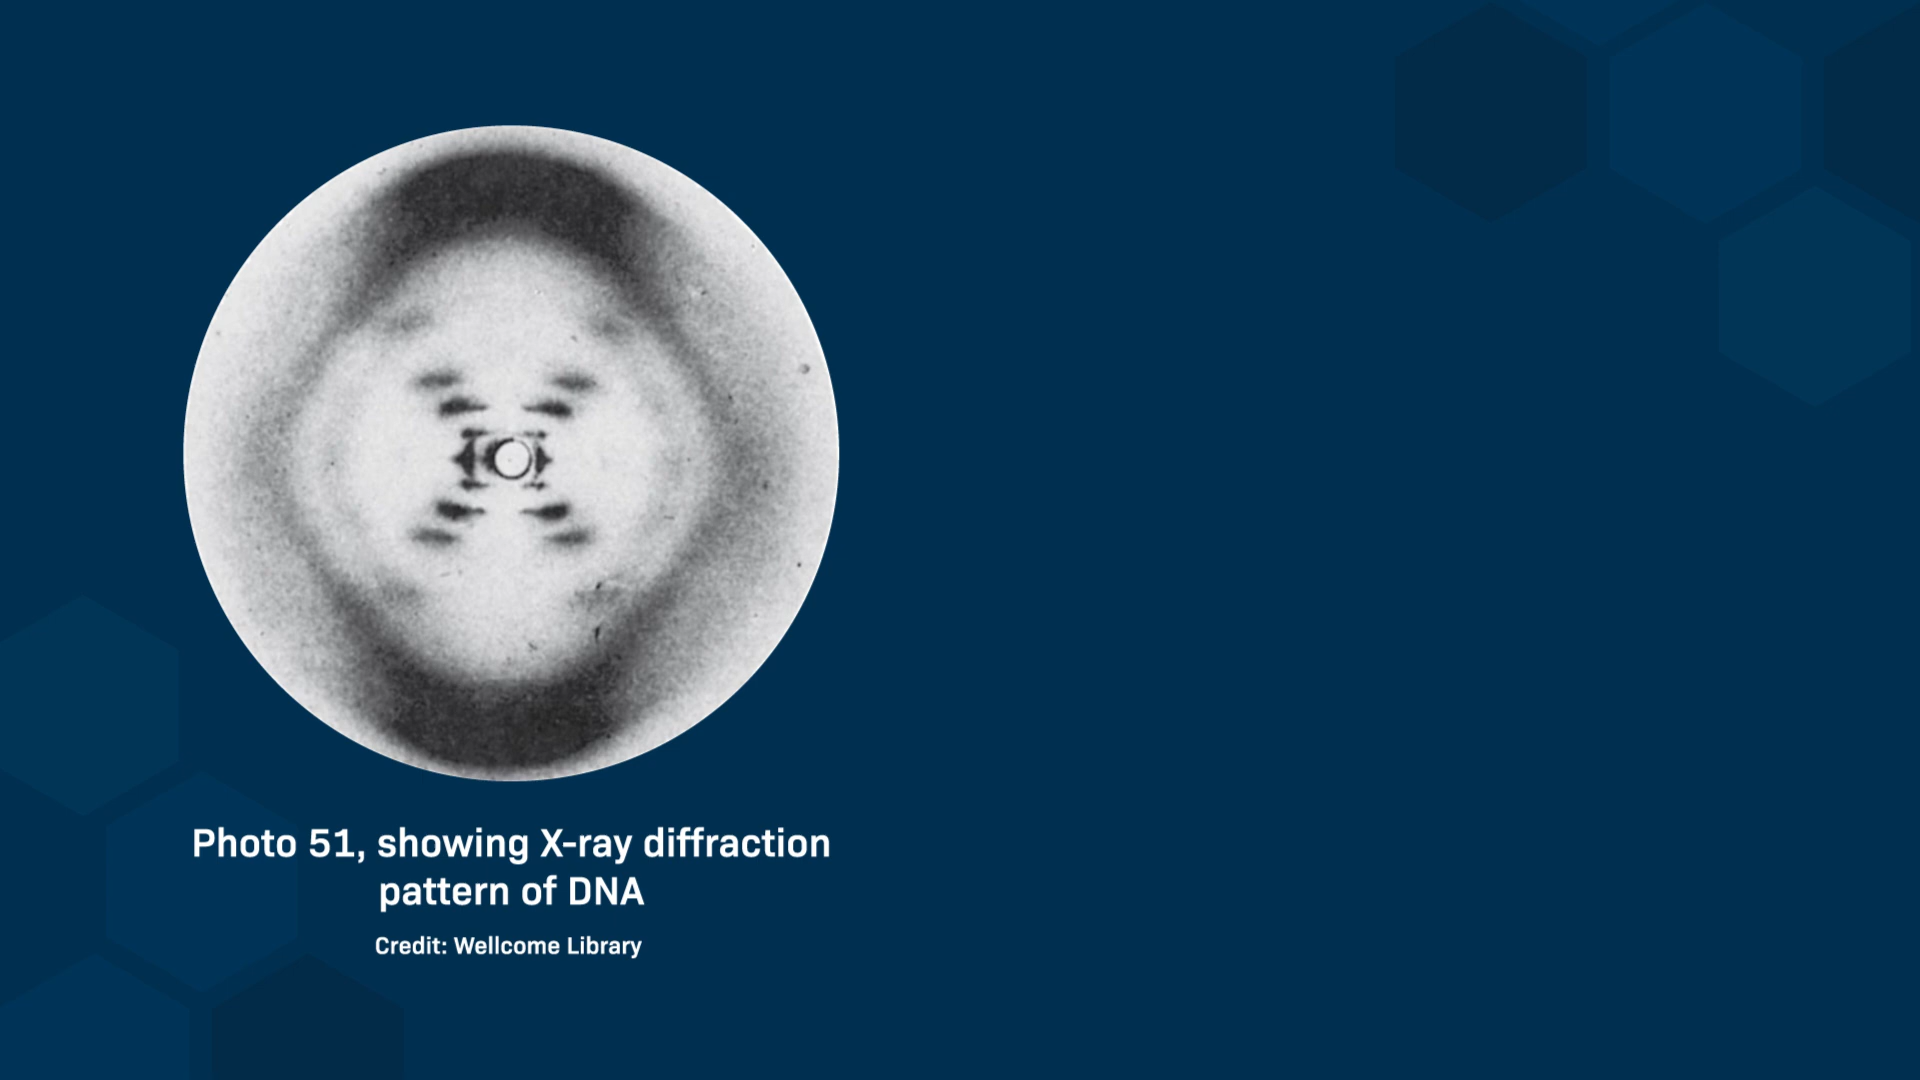 Photo 51, showing X-ray diffraction
pattern of DNA
Credit: Wellcome Library